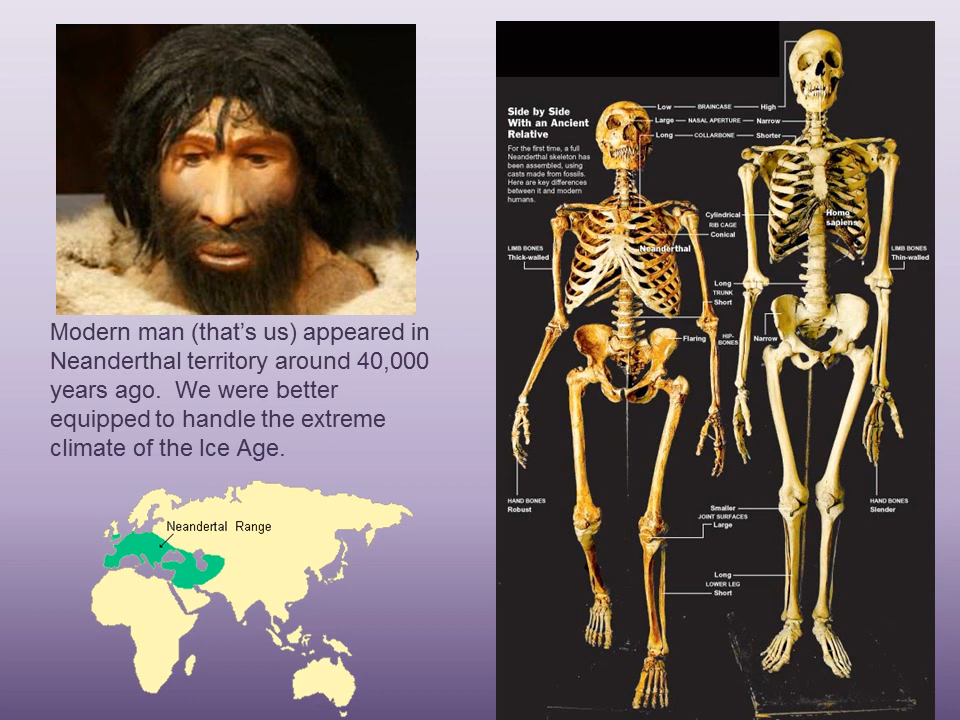 Modern man (that's us) appeared in
Neanderthal territory around 40,000
years ago.  We were better
equipped to handle the extreme
climate of the Ice Age.
Neandertal Range
Side by Side
With an Ancient
Relative
For the first time, a full
Neanderthal skeleton has
been assembled, using
casts made from fossils.
Here are key differences
between it and modern
humans.
Low BRAINCASE High
Large NASAL APERTURE Narrow
Long COLLARBONE Shorter
Cylindrical
RIB CAGE
Conical
Neanderthal
Homo
sapiens
LIMB BONES
Thick-walled
LIMB BONES
Thin-walled
Long
TRUNK
Short
Flaring HIP-
BONES Narrow
HAND BONES
Robust
HAND BONES
Slender
Smaller
JOINT SURFACES
Large
Long
LOWER LEG
Short